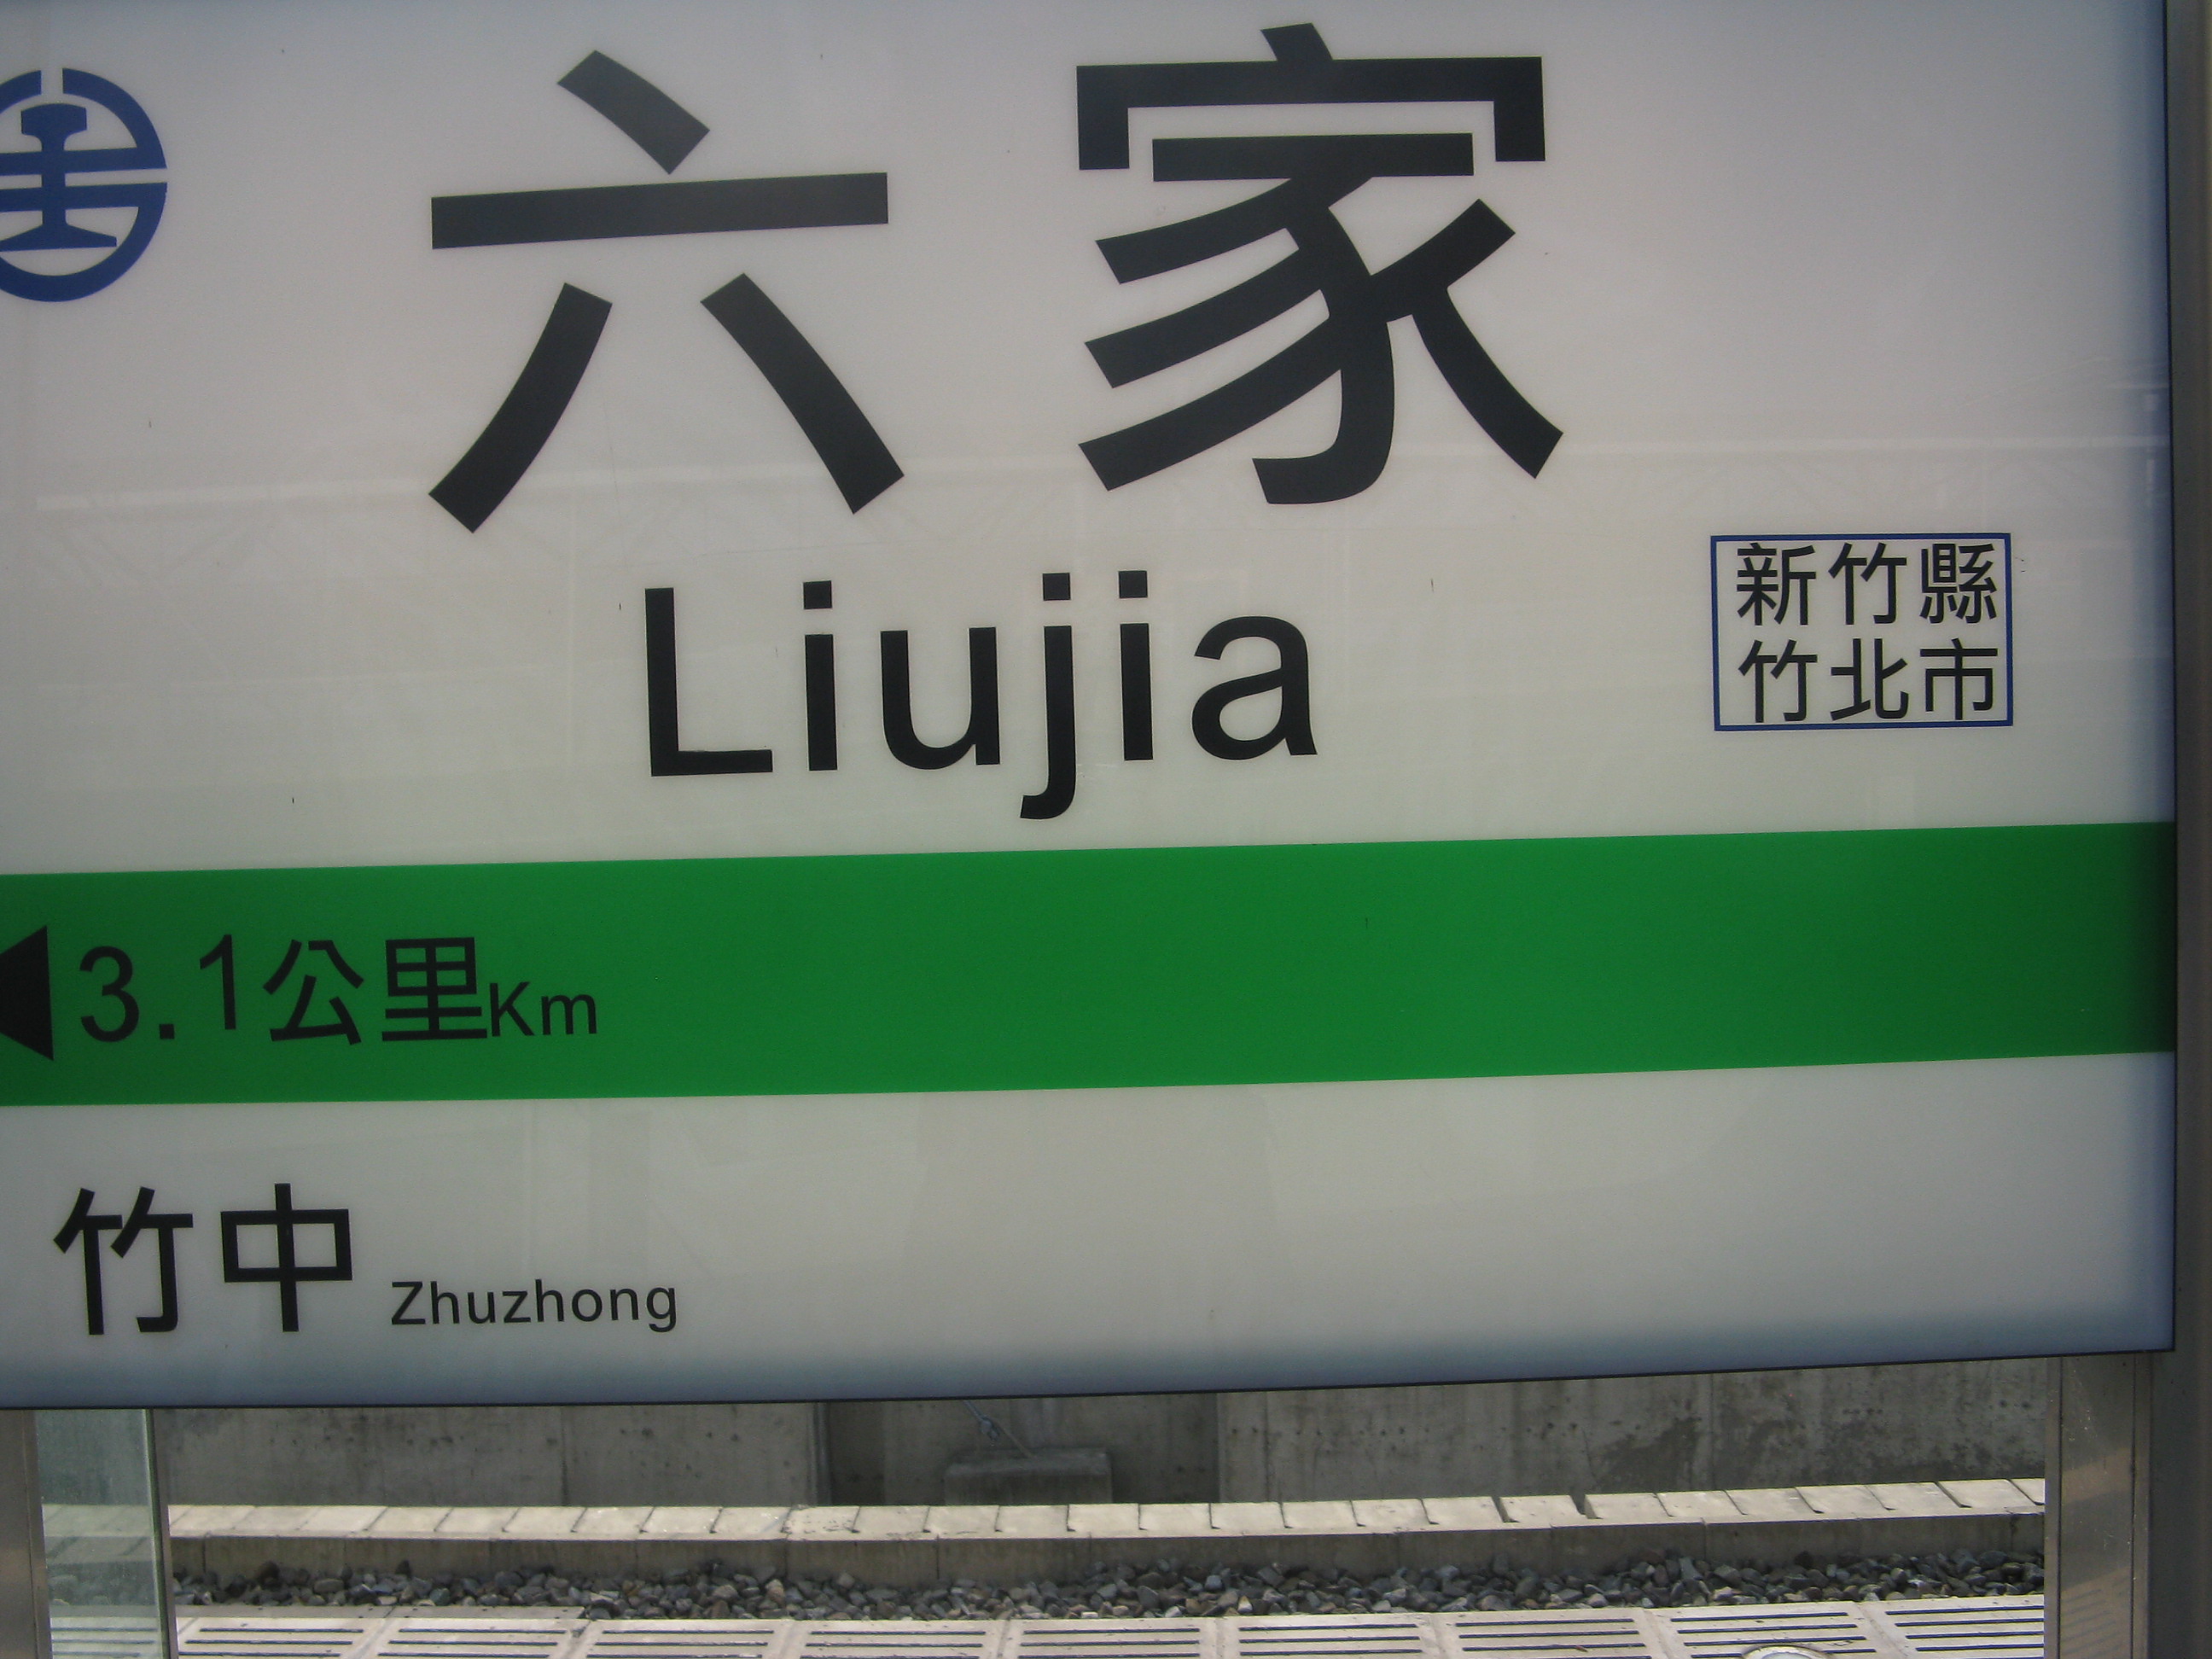 六家
Liujia
新竹縣
竹北市
3.1公里Km
竹中 Zhuzhong